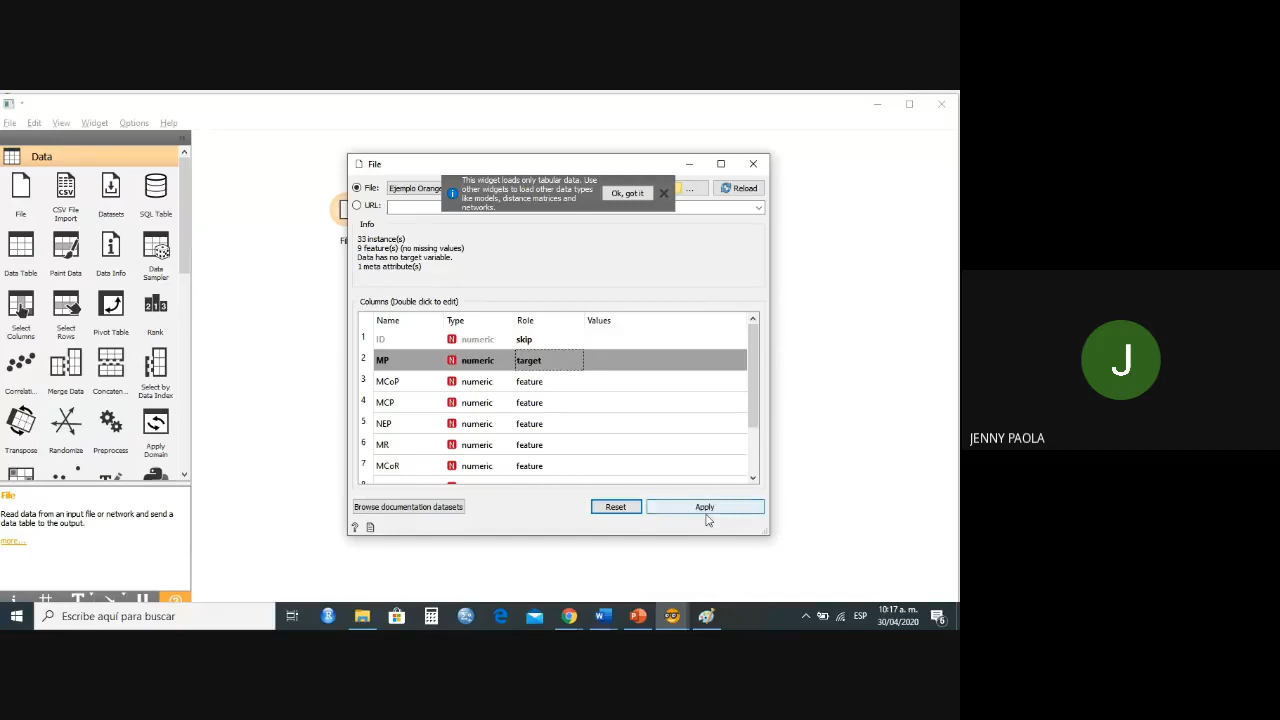 File Edit View Widget Options Help
Data
File
CSV File Import
Datasets
SQL Table
Data Table
Paint Data
Data Info
Data Sampler
Select Columns
Select Rows
Pivot Table
Rank
Correlati...
Merge Data
Concaten...
Select by Data Index
Transpose
Randomize
Preprocess
Apply Domain
File
Read data from an input file or network and send a
data table to the output.
more...
File
File: Ejemplo Orange
This widget loads only tabular data. Use
other widgets to load other data types
like models, distance matrices and
networks.
Ok, got it
...
Reload
URL:
Info
33 instance(s)
9 feature(s) (no missing values)
Data has no target variable.
1 meta attribute(s)
Columns (Double click to edit)
Name Type Role Values
1 ID N numeric skip
2 MP N numeric target
3 MCoP N numeric feature
4 MCP N numeric feature
5 NEP N numeric feature
6 MR N numeric feature
7 MCoR N numeric feature
Browse documentation datasets Reset Apply
Escribe aquí para buscar
ESP
10:17 a. m.
30/04/2020
6
J
JENNY PAOLA